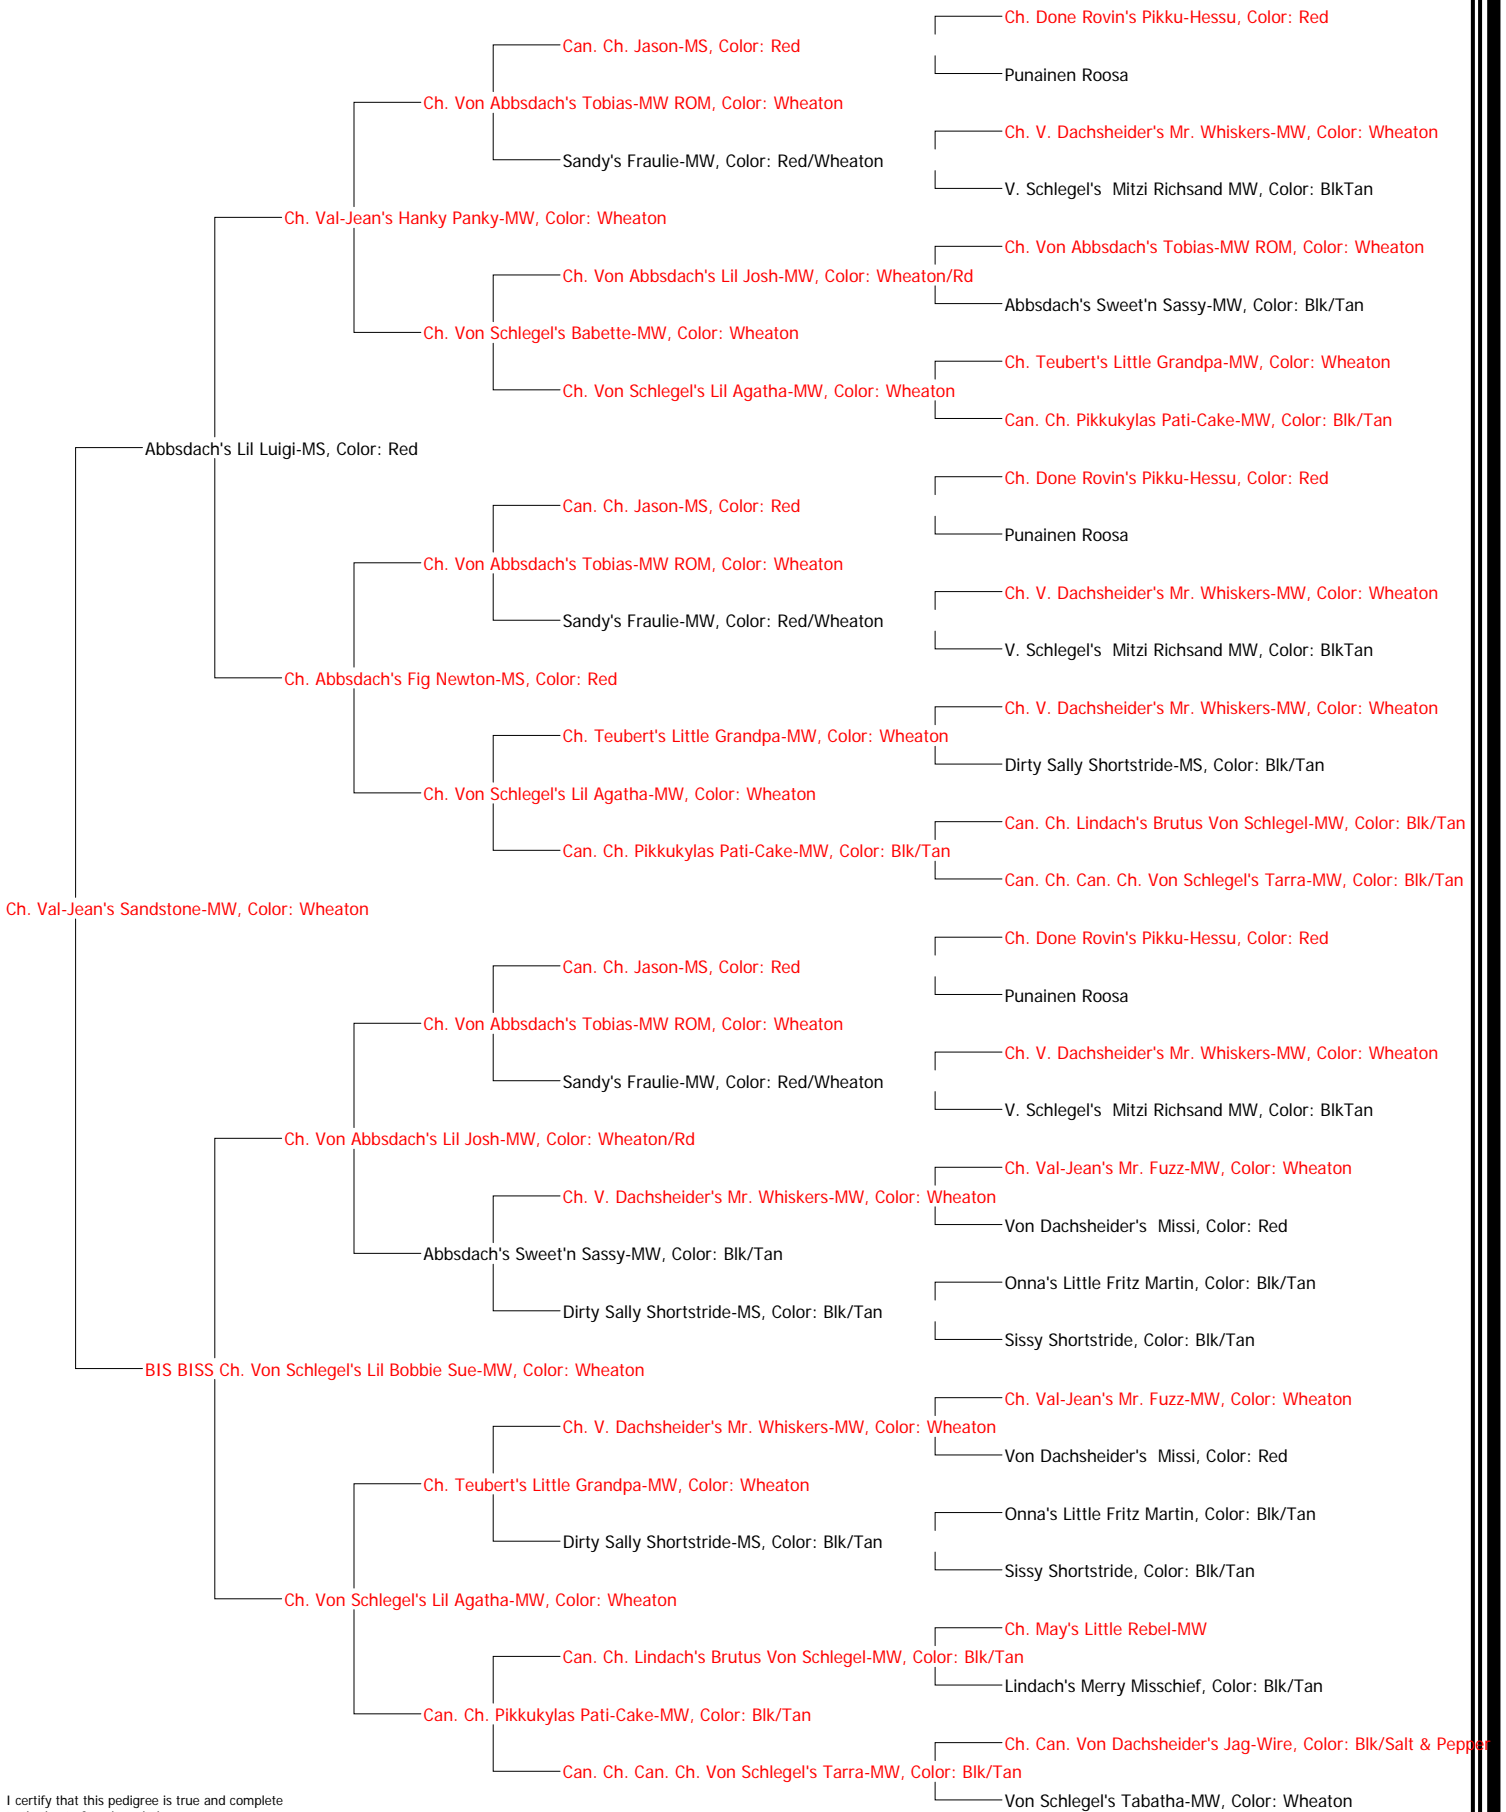 Ch. Done Rovin's Pikku-Hessu, Color: Red
Can. Ch. Jason-MS, Color: Red
Punainen Roosa
Ch. Von Abbsdach's Tobias-MW ROM, Color: Wheaton
Ch. V. Dachsheider's Mr. Whiskers-MW, Color: Wheaton
Sandy's Fraulie-MW, Color: Red/Wheaton
V. Schlegel's  Mitzi Richsand MW, Color: BlkTan
Ch. Val-Jean's Hanky Panky-MW, Color: Wheaton
Ch. Von Abbsdach's Tobias-MW ROM, Color: Wheaton
Ch. Von Abbsdach's Lil Josh-MW, Color: Wheaton/Rd
Abbsdach's Sweet'n Sassy-MW, Color: Blk/Tan
Ch. Von Schlegel's Babette-MW, Color: Wheaton
Ch. Teubert's Little Grandpa-MW, Color: Wheaton
Ch. Von Schlegel's Lil Agatha-MW, Color: Wheaton
Can. Ch. Pikkukylas Pati-Cake-MW, Color: Blk/Tan
Abbsdach's Lil Luigi-MS, Color: Red
Ch. Done Rovin's Pikku-Hessu, Color: Red
Can. Ch. Jason-MS, Color: Red
Punainen Roosa
Ch. Von Abbsdach's Tobias-MW ROM, Color: Wheaton
Ch. V. Dachsheider's Mr. Whiskers-MW, Color: Wheaton
Sandy's Fraulie-MW, Color: Red/Wheaton
V. Schlegel's  Mitzi Richsand MW, Color: BlkTan
Ch. Abbsdach's Fig Newton-MS, Color: Red
Ch. V. Dachsheider's Mr. Whiskers-MW, Color: Wheaton
Ch. Teubert's Little Grandpa-MW, Color: Wheaton
Dirty Sally Shortstride-MS, Color: Blk/Tan
Ch. Von Schlegel's Lil Agatha-MW, Color: Wheaton
Can. Ch. Lindach's Brutus Von Schlegel-MW, Color: Blk/Tan
Can. Ch. Pikkukylas Pati-Cake-MW, Color: Blk/Tan
Can. Ch. Can. Ch. Von Schlegel's Tarra-MW, Color: Blk/Tan
Ch. Val-Jean's Sandstone-MW, Color: Wheaton
Ch. Done Rovin's Pikku-Hessu, Color: Red
Can. Ch. Jason-MS, Color: Red
Punainen Roosa
Ch. Von Abbsdach's Tobias-MW ROM, Color: Wheaton
Ch. V. Dachsheider's Mr. Whiskers-MW, Color: Wheaton
Sandy's Fraulie-MW, Color: Red/Wheaton
V. Schlegel's  Mitzi Richsand MW, Color: BlkTan
Ch. Von Abbsdach's Lil Josh-MW, Color: Wheaton/Rd
Ch. Val-Jean's Mr. Fuzz-MW, Color: Wheaton
Ch. V. Dachsheider's Mr. Whiskers-MW, Color: Wheaton
Von Dachsheider's  Missi, Color: Red
Abbsdach's Sweet'n Sassy-MW, Color: Blk/Tan
Onna's Little Fritz Martin, Color: Blk/Tan
Dirty Sally Shortstride-MS, Color: Blk/Tan
Sissy Shortstride, Color: Blk/Tan
BIS BISS Ch. Von Schlegel's Lil Bobbie Sue-MW, Color: Wheaton
Ch. Val-Jean's Mr. Fuzz-MW, Color: Wheaton
Ch. V. Dachsheider's Mr. Whiskers-MW, Color: Wheaton
Von Dachsheider's  Missi, Color: Red
Ch. Teubert's Little Grandpa-MW, Color: Wheaton
Onna's Little Fritz Martin, Color: Blk/Tan
Dirty Sally Shortstride-MS, Color: Blk/Tan
Sissy Shortstride, Color: Blk/Tan
Ch. Von Schlegel's Lil Agatha-MW, Color: Wheaton
Ch. May's Little Rebel-MW
Can. Ch. Lindach's Brutus Von Schlegel-MW, Color: Blk/Tan
Lindach's Merry Misschief, Color: Blk/Tan
Can. Ch. Pikkukylas Pati-Cake-MW, Color: Blk/Tan
Ch. Can. Von Dachsheider's Jag-Wire, Color: Blk/Salt & Pepper
Can. Ch. Can. Ch. Von Schlegel's Tarra-MW, Color: Blk/Tan
Von Schlegel's Tabatha-MW, Color: Wheaton
I certify that this pedigree is true and complete